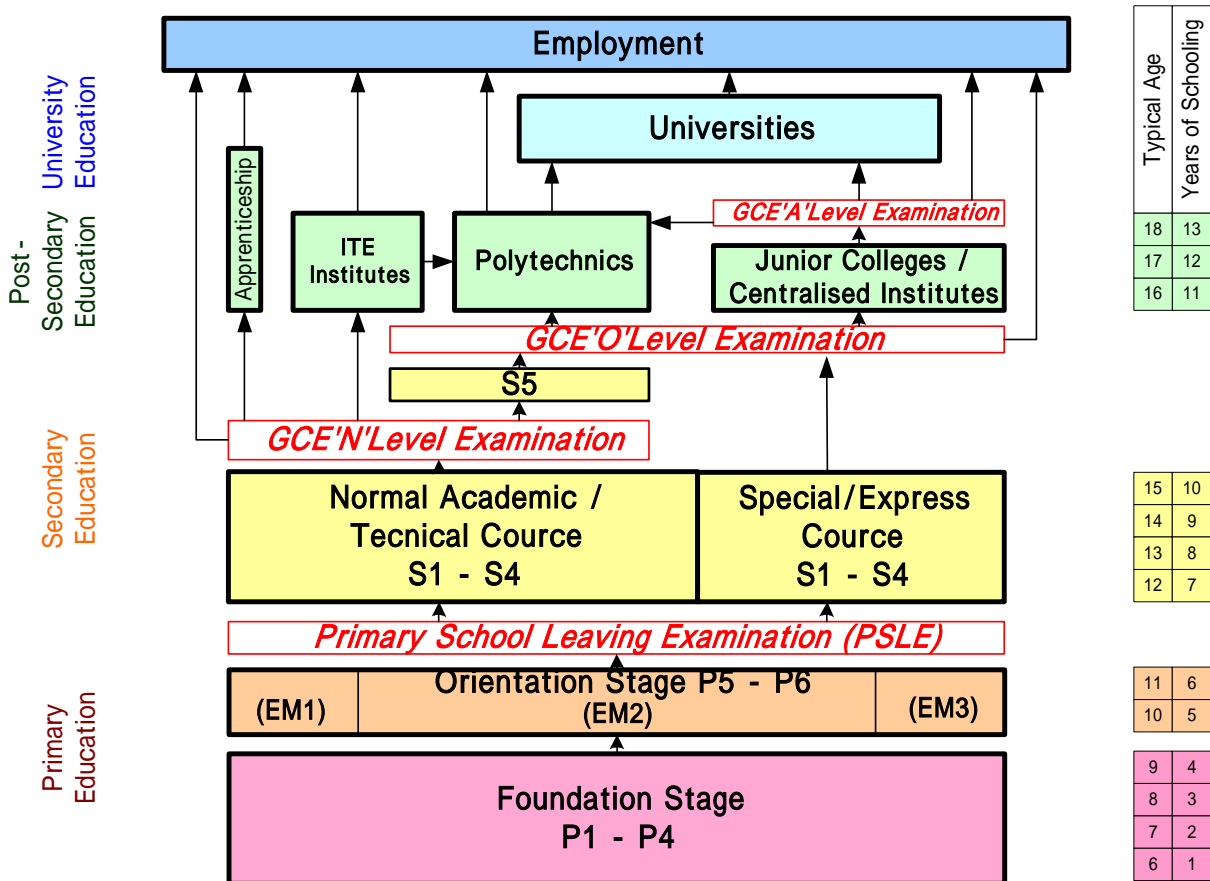 Employment
University
Education
Universities
Typical Age
Years of Schooling
Apprenticeship
GCE'A'Level Examination
Post -
Secondary
Education
ITE
Institutes
Polytechnics
Junior Colleges /
Centralised Institutes
18 13
17 12
16 11
GCE'O'Level Examination
S5
GCE'N'Level Examination
Secondary
Education
Normal Academic /
Tecnical Cource
S1 - S4
Special/Express
Cource
S1 - S4
15 10
14 9
13 8
12 7
Primary School Leaving Examination (PSLE)
Primary
Education
Orientation Stage P5 - P6
(EM1)
(EM2)
(EM3)
11 6
10 5
Foundation Stage
P1 - P4
9 4
8 3
7 2
6 1